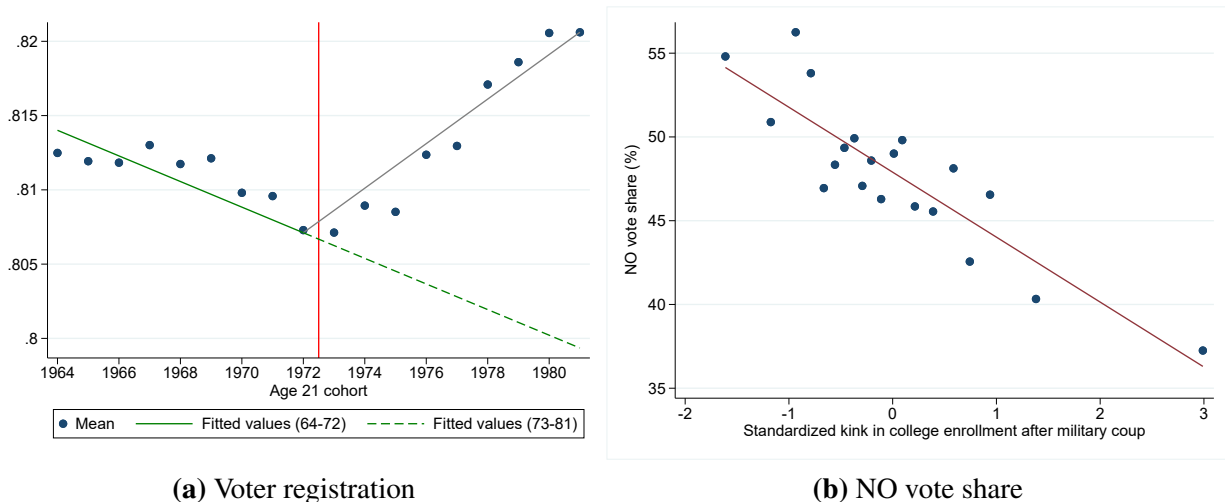 .82
.815
.81
.805
.8
1964 1966 1968 1970 1972 1974 1976 1978 1980
Age 21 cohort
Mean Fitted values (64-72) Fitted values (73-81)
(a) Voter registration
NO vote share (%)
55
50
45
40
35
-2 -1 0 1 2 3
Standardized kink in college enrollment after military coup
(b) NO vote share